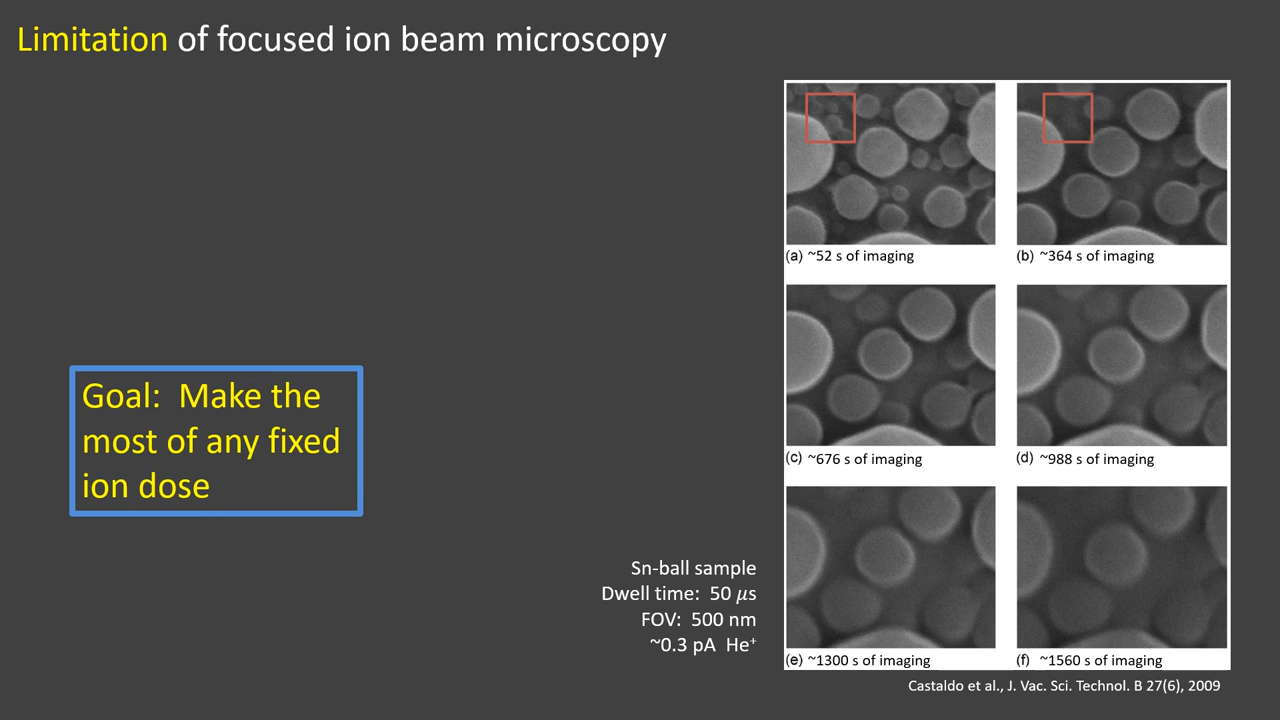 Limitation of focused ion beam microscopy
(a) ~52 s of imaging
(b) ~364 s of imaging
(c) ~676 s of imaging
(d) ~988 s of imaging
(e) ~1300 s of imaging
(f) ~1560 s of imaging
Goal: Make the
most of any fixed
ion dose
Sn-ball sample
Dwell time: 50 𝜇s
FOV: 500 nm
~0.3 pA He⁺
Castaldo et al., J. Vac. Sci. Technol. B 27(6), 2009